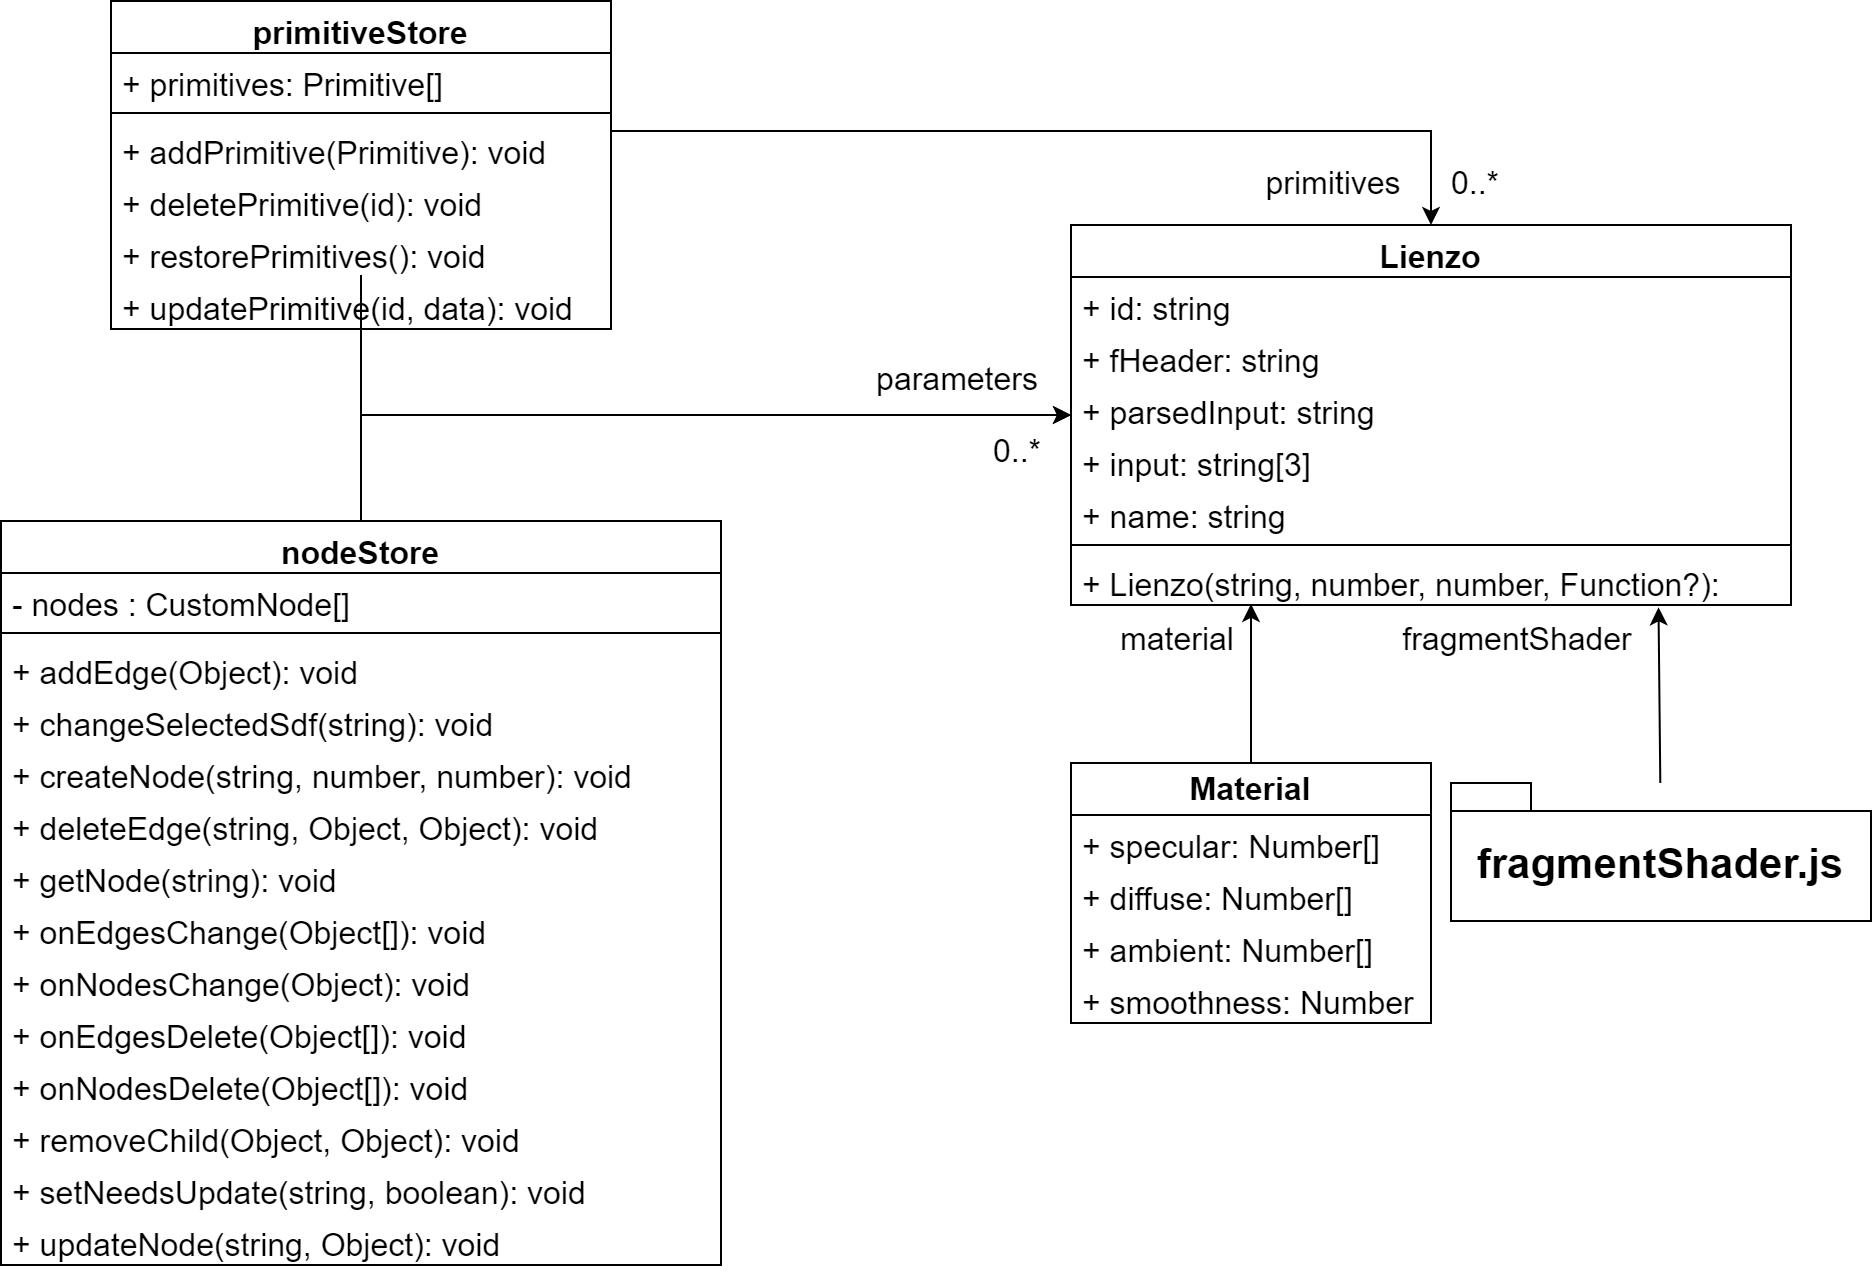 primitiveStore
+ primitives: Primitive[]
+ addPrimitive(Primitive): void
+ deletePrimitive(id): void
+ restorePrimitives(): void
+ updatePrimitive(id, data): void
primitives 0..*
parameters
0..*
Lienzo
+ id: string
+ fHeader: string
+ parsedInput: string
+ input: string[3]
+ name: string
+ Lienzo(string, number, number, Function?):
material
fragmentShader
nodeStore
- nodes : CustomNode[]
+ addEdge(Object): void
+ changeSelectedSdf(string): void
+ createNode(string, number, number): void
+ deleteEdge(string, Object, Object): void
+ getNode(string): void
+ onEdgesChange(Object[]): void
+ onNodesChange(Object): void
+ onEdgesDelete(Object[]): void
+ onNodesDelete(Object[]): void
+ removeChild(Object, Object): void
+ setNeedsUpdate(string, boolean): void
+ updateNode(string, Object): void
Material
+ specular: Number[]
+ diffuse: Number[]
+ ambient: Number[]
+ smoothness: Number
fragmentShader.js